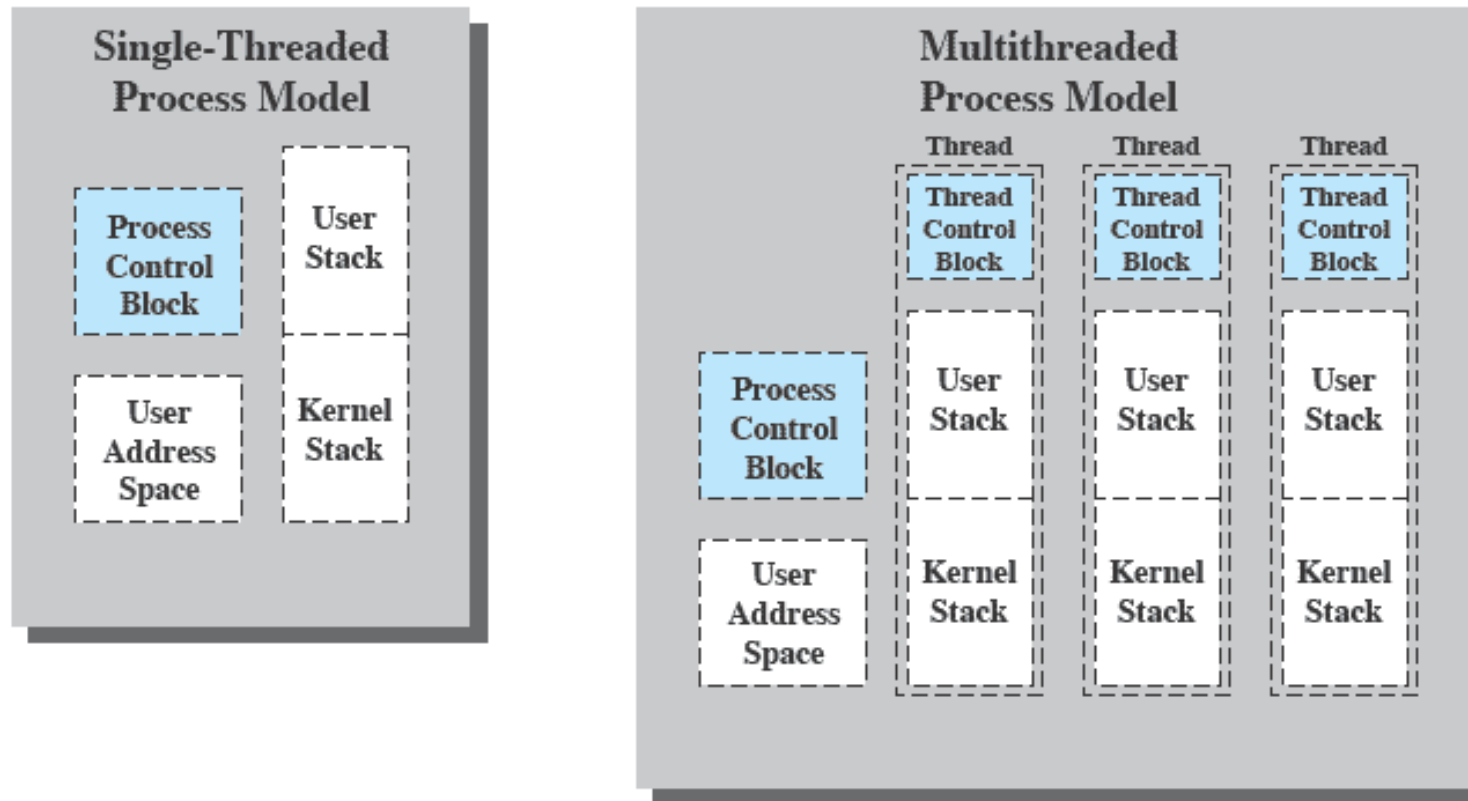 Single-Threaded
Process Model
Process
Control
Block
User
Stack
User
Address
Space
Kernel
Stack
Multithreaded
Process Model
Process
Control
Block
User
Address
Space
Thread
Thread
Control
Block
User
Stack
Kernel
Stack
Thread
Thread
Control
Block
User
Stack
Kernel
Stack
Thread
Thread
Control
Block
User
Stack
Kernel
Stack